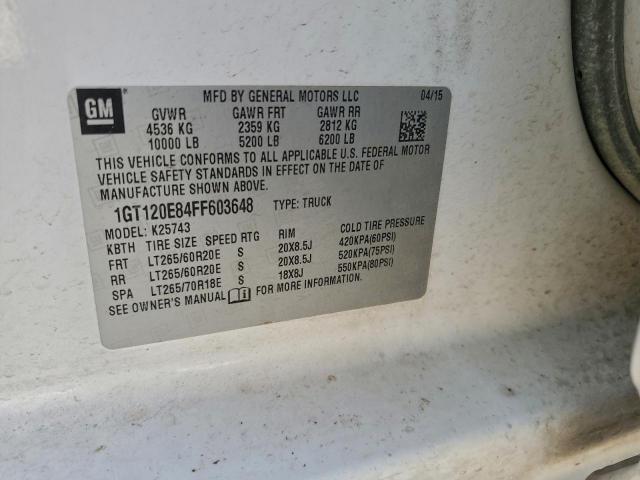 GM
MFD BY GENERAL MOTORS LLC 04/15
GVWR GAWR FRT GAWR RR
4536 KG 2359 KG 2812 KG
10000 LB 5200 LB 6200 LB
THIS VEHICLE CONFORMS TO ALL APPLICABLE U.S. FEDERAL MOTOR
VEHICLE SAFETY STANDARDS IN EFFECT ON THE DATE OF
MANUFACTURE SHOWN ABOVE.
1GT120E84FF603648 TYPE: TRUCK
MODEL: K25743
KBTH TIRE SIZE SPEED RTG RIM COLD TIRE PRESSURE
FRT LT265/60R20E S 20X8.5J 420KPA(60PSI)
RR LT265/60R20E S 20X8.5J 520KPA(75PSI)
SPA LT265/70R18E S 18X8J 550KPA(80PSI)
SEE OWNER'S MANUAL FOR MORE INFORMATION.